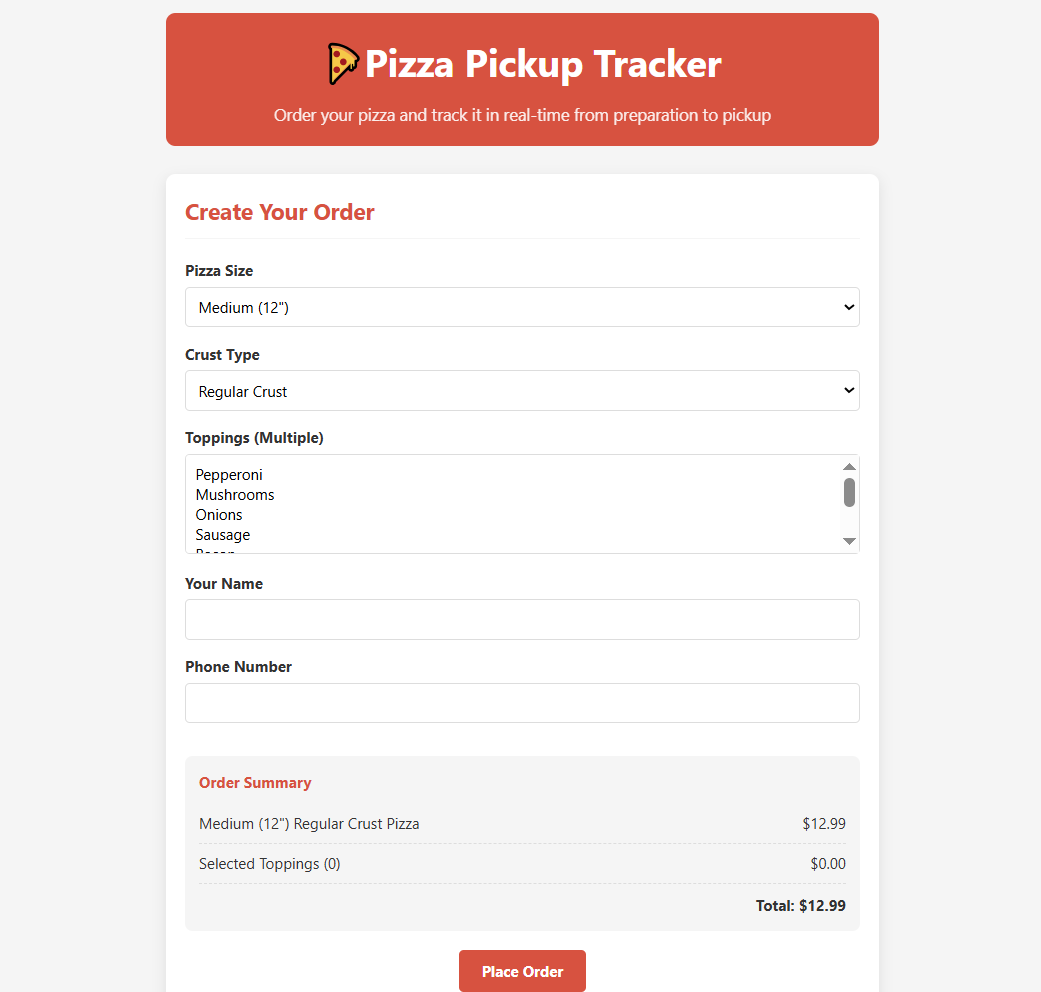 Pizza Pickup Tracker
Order your pizza and track it in real-time from preparation to pickup
Create Your Order
Pizza Size
Medium (12")
Crust Type
Regular Crust
Toppings (Multiple)
Pepperoni
Mushrooms
Onions
Sausage
Your Name
Phone Number
Order Summary
Medium (12") Regular Crust Pizza $12.99
Selected Toppings (0) $0.00
Total: $12.99
Place Order